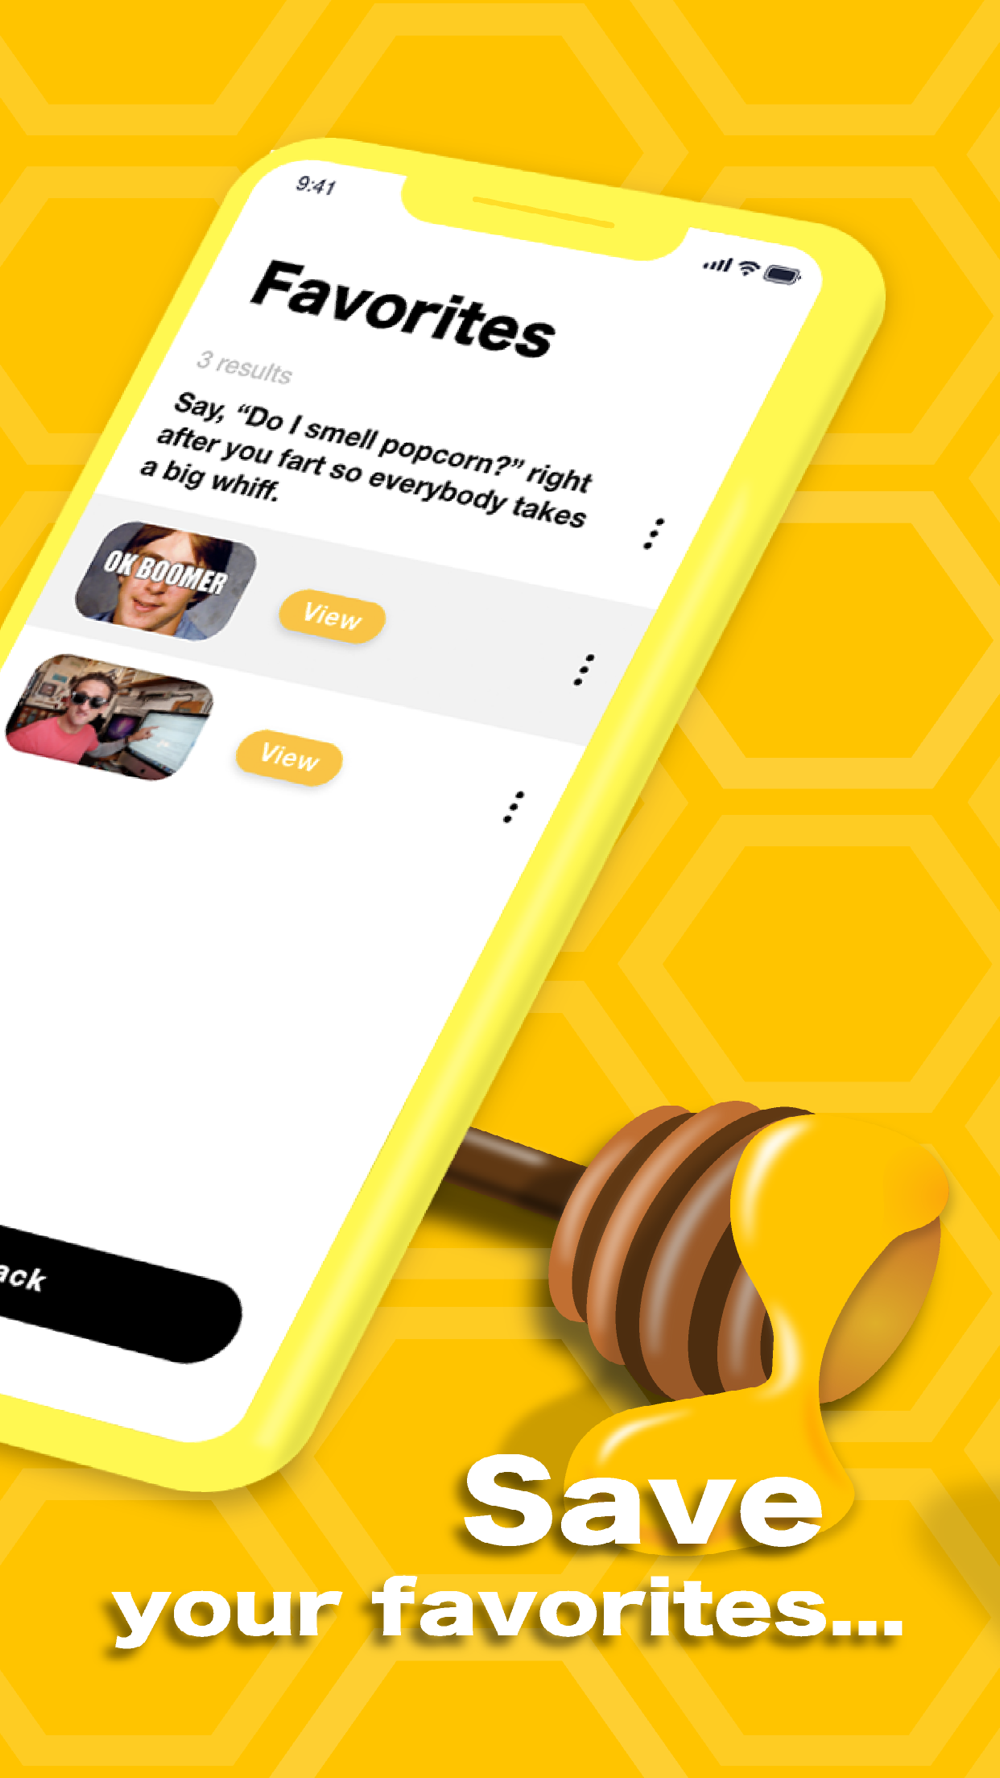 9:41
Favorites
3 results
Say, “Do I smell popcorn?” right
after you fart so everybody takes
a big whiff.
OK BOOMER
View
View
ack
Save
your favorites...